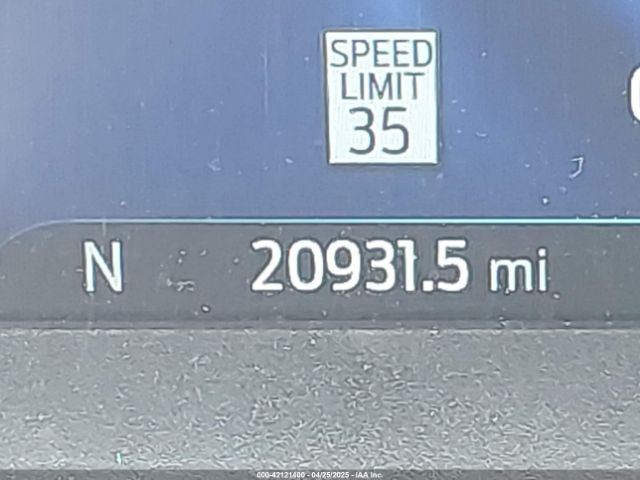 SPEED
LIMIT
35
N 20931.5 mi
000-42121400 - 04/25/2025 - IAA Inc.